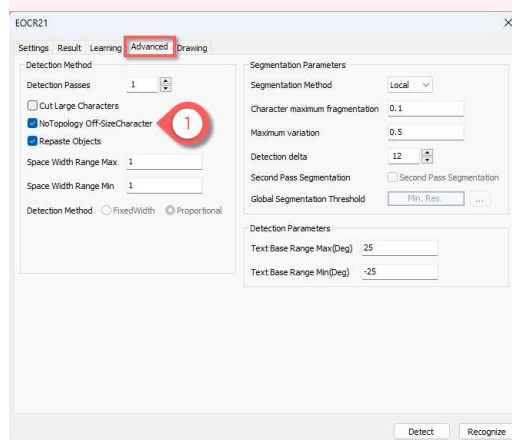 EOCR21
Settings Result Learning Advanced Drawing
Detection Method
Detection Passes 1
Cut Large Characters
NoTopology Off-SizeCharacter
1
Repaste Objects
Space Width Range Max 1
Space Width Range Min 1
Detection Method FixedWidth Proportional
Segmentation Parameters
Segmentation Method Local
Character maximum fragmentation 0.1
Maximum variation 0.5
Detection delta 12
Second Pass Segmentation Second Pass Segmentation
Global Segmentation Threshold Min. Res. ...
Detection Parameters
Text Base Range Max(Deg) 25
Text Base Range Min(Deg) -25
Detect Recognize